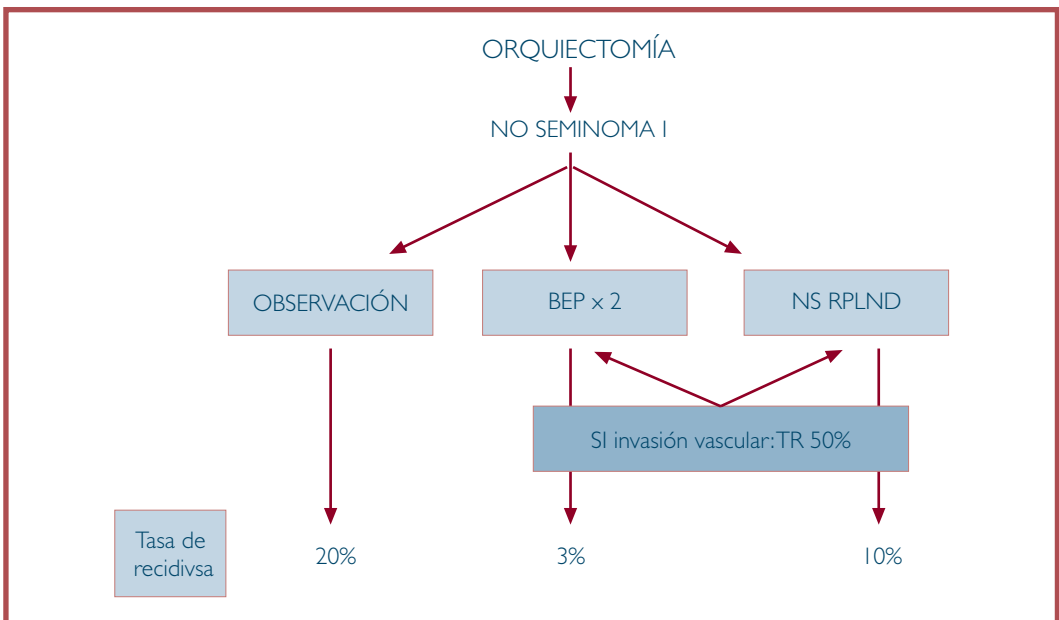 ORQUIECTOMÍA
NO SEMINOMA I
OBSERVACIÓN
BEP x 2
NS RPLND
SI invasión vascular: TR 50%
Tasa de
recidivsa
20%
3%
10%